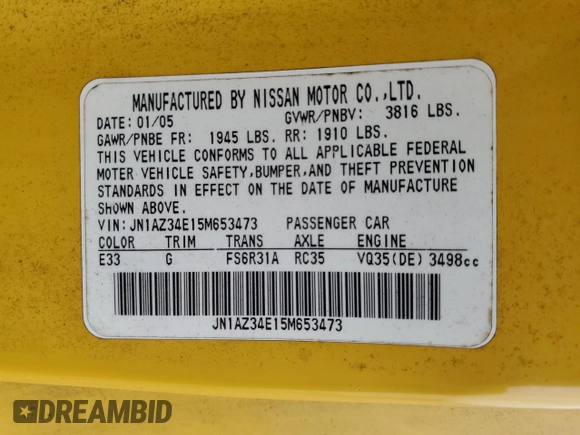 MANUFACTURED BY NISSAN MOTOR CO.,LTD.
DATE: 01/05 GVWR/PNBV: 3816 LBS.
GAWR/PNBE FR: 1945 LBS. RR: 1910 LBS.
THIS VEHICLE CONFORMS TO ALL APPLICABLE FEDERAL
MOTER VEHICLE SAFETY,BUMPER,AND THEFT PREVENTION
STANDARDS IN EFFECT ON THE DATE OF MANUFACTURE
SHOWN ABOVE.
VIN: JN1AZ34E15M653473 PASSENGER CAR
COLOR TRIM TRANS AXLE ENGINE
E33 G FS6R31A RC35 VQ35(DE) 3498cc
JN1AZ34E15M653473
DREAMBID